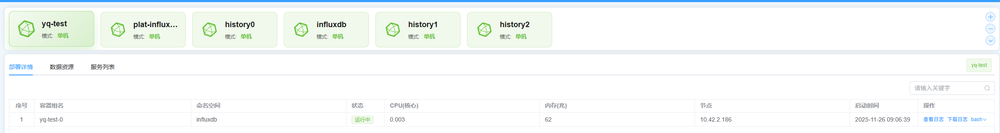 yq-test
模式: 单机
plat-influx...
模式: 单机
history0
模式: 单机
influxdb
模式: 单机
history1
模式: 单机
history2
模式: 单机
部署详情 数据资源 服务列表
yq-test
请输入关键字
序号 容器组名 命名空间 状态 CPU(核心) 内存(兆) 节点 启动时间 操作
1 yq-test-0 influxdb 运行中 0.003 62 10.42.2.186 2025-11-26 09:06:39 查看日志 下载日志 bash